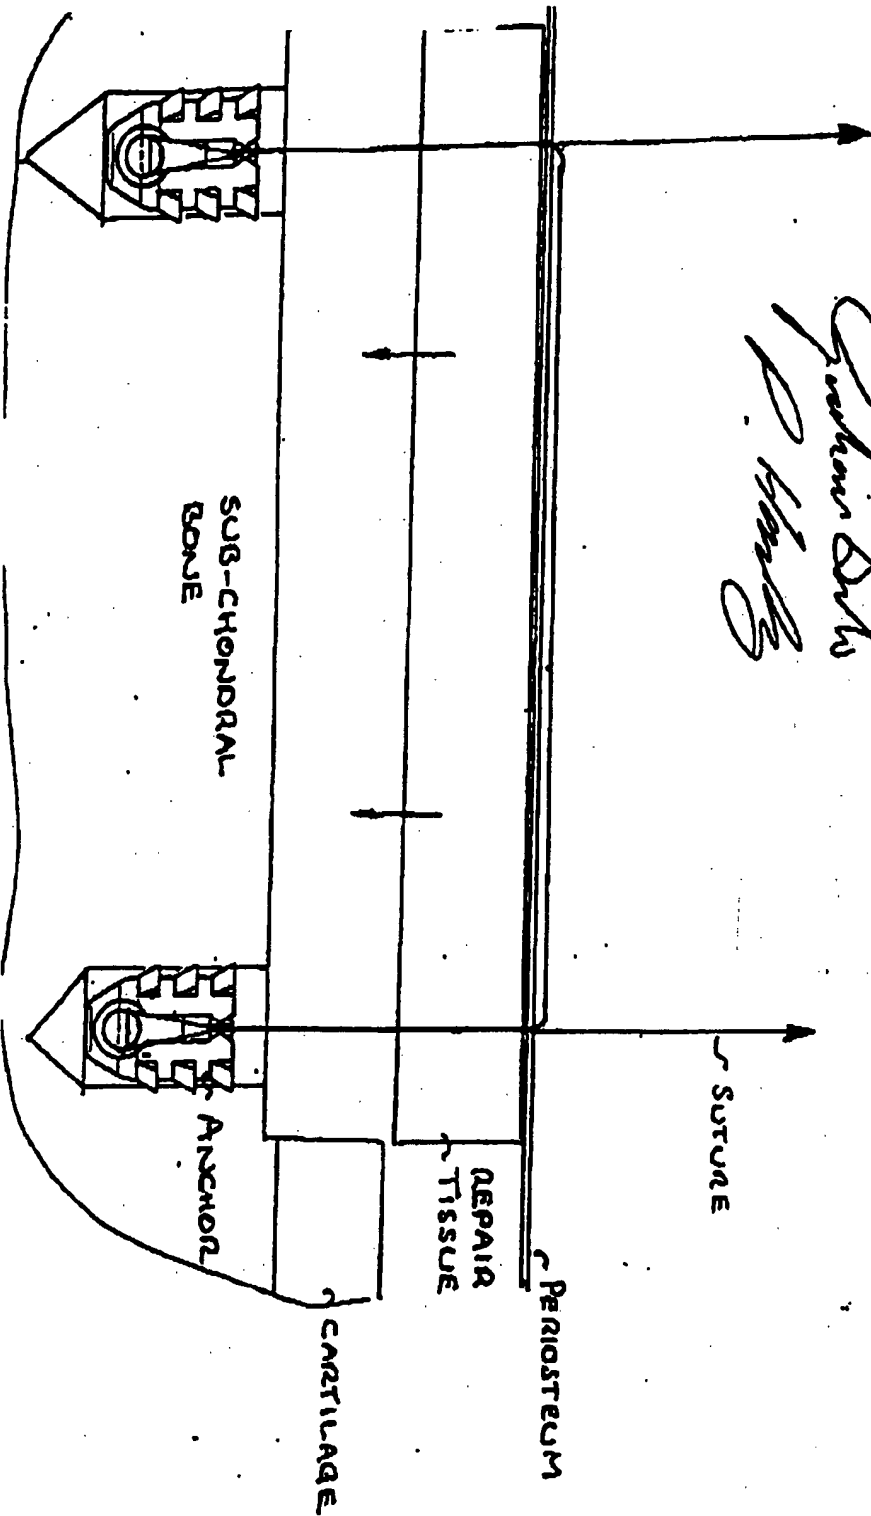 SUTURE
PERIOSTEUM
REPAIR
TISSUE
CARTILAGE
ANCHOR
SUB-CHONDRAL
BONE